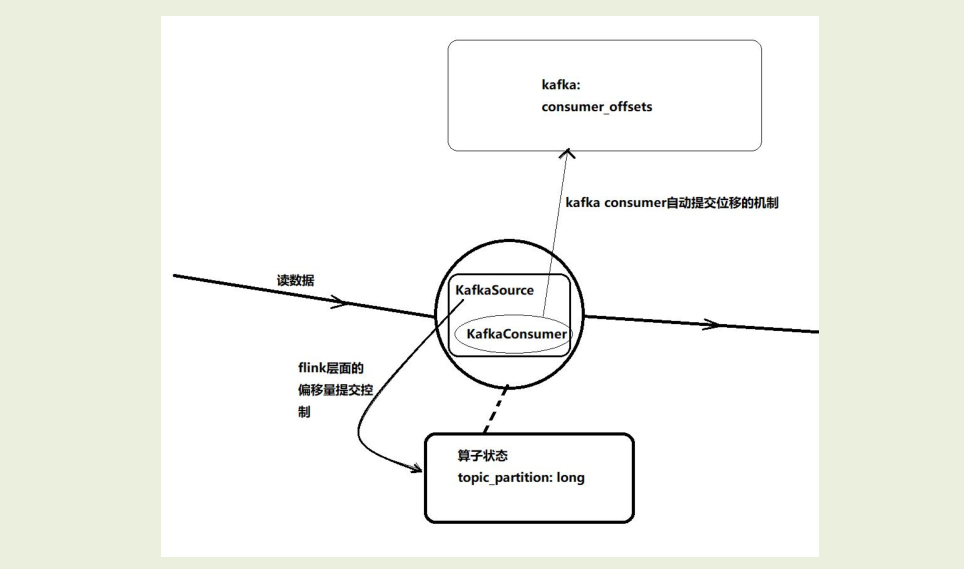 kafka:
consumer_offsets
kafka consumer自动提交位移的机制
读数据
KafkaSource
KafkaConsumer
flink层面的
偏移量提交控
制
算子状态
topic_partition: long